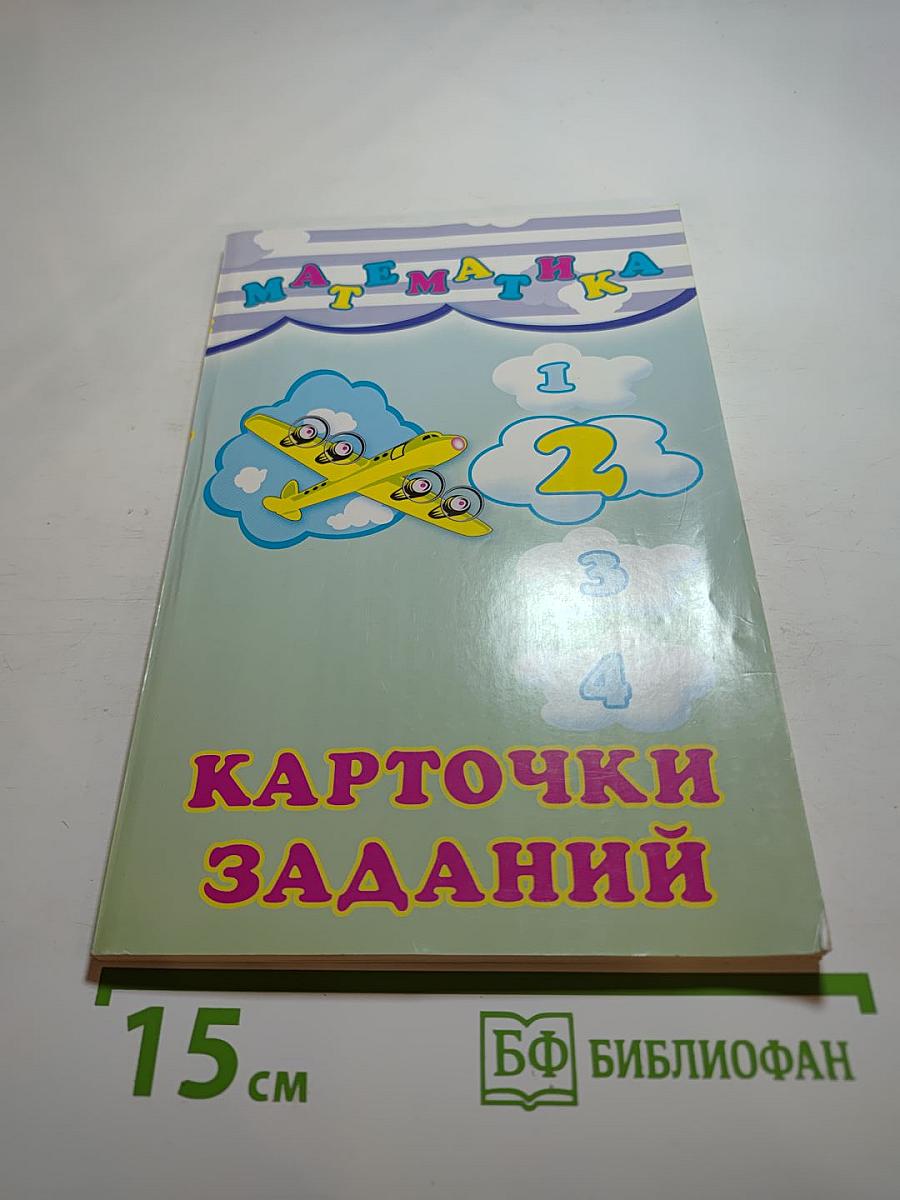 МАТЕМАТИКА
1
2
3
4
КАРТОЧКИ
ЗАДАНИЙ
15 см
БФ БИБЛИОФАН